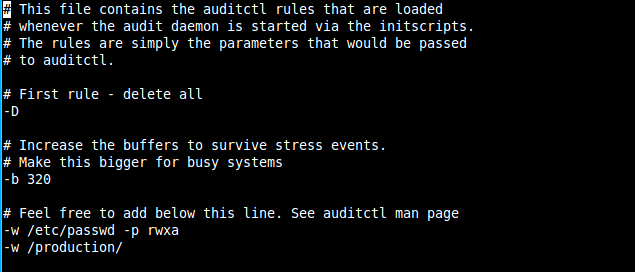 # This file contains the auditctl rules that are loaded
# whenever the audit daemon is started via the initscripts.
# The rules are simply the parameters that would be passed
# to auditctl.
# First rule - delete all
-D
# Increase the buffers to survive stress events.
# Make this bigger for busy systems
-b 320
# Feel free to add below this line. See auditctl man page
-w /etc/passwd -p rwxa
-w /production/